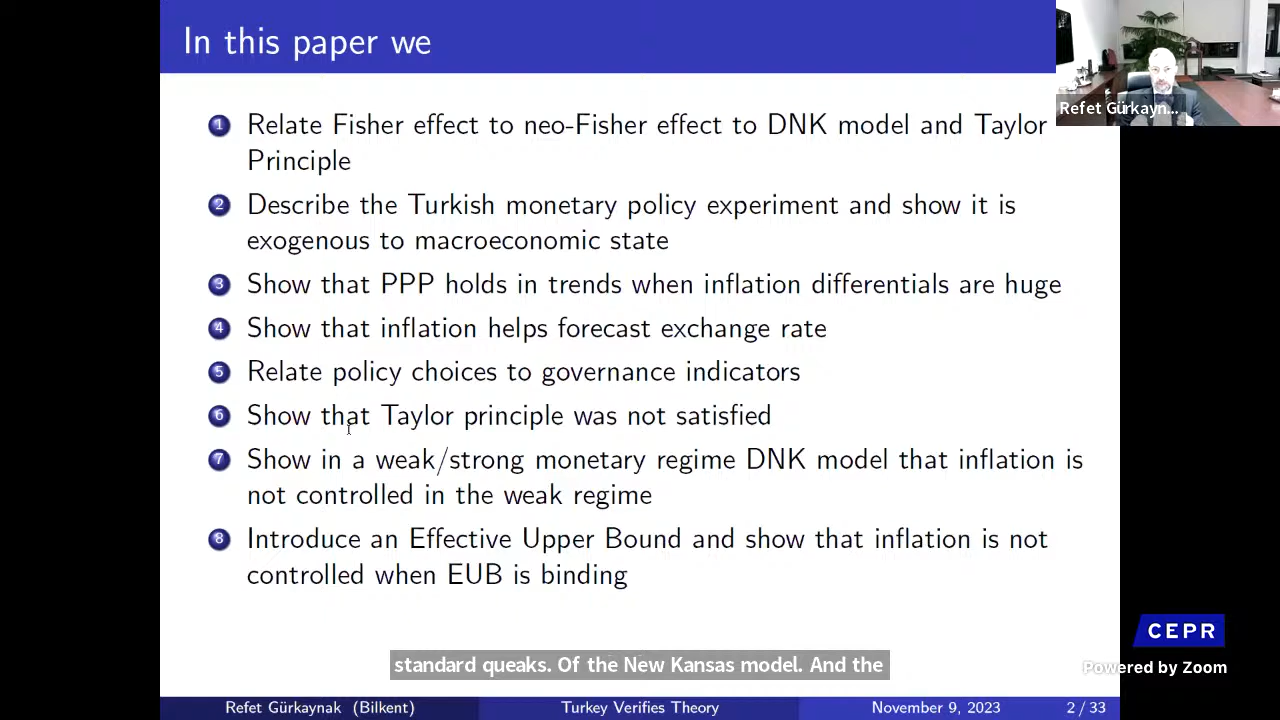 In this paper we
Refet Gürkayn...
1 Relate Fisher effect to neo-Fisher effect to DNK model and Taylor
Principle
2 Describe the Turkish monetary policy experiment and show it is
exogenous to macroeconomic state
3 Show that PPP holds in trends when inflation differentials are huge
4 Show that inflation helps forecast exchange rate
5 Relate policy choices to governance indicators
6 Show that Taylor principle was not satisfied
7 Show in a weak/strong monetary regime DNK model that inflation is
not controlled in the weak regime
8 Introduce an Effective Upper Bound and show that inflation is not
controlled when EUB is binding
CEPR
Powered by Zoom
standard queaks. Of the New Kansas model. And the
Refet Gürkaynak (Bilkent) Turkey Verifies Theory November 9, 2023 2 / 33